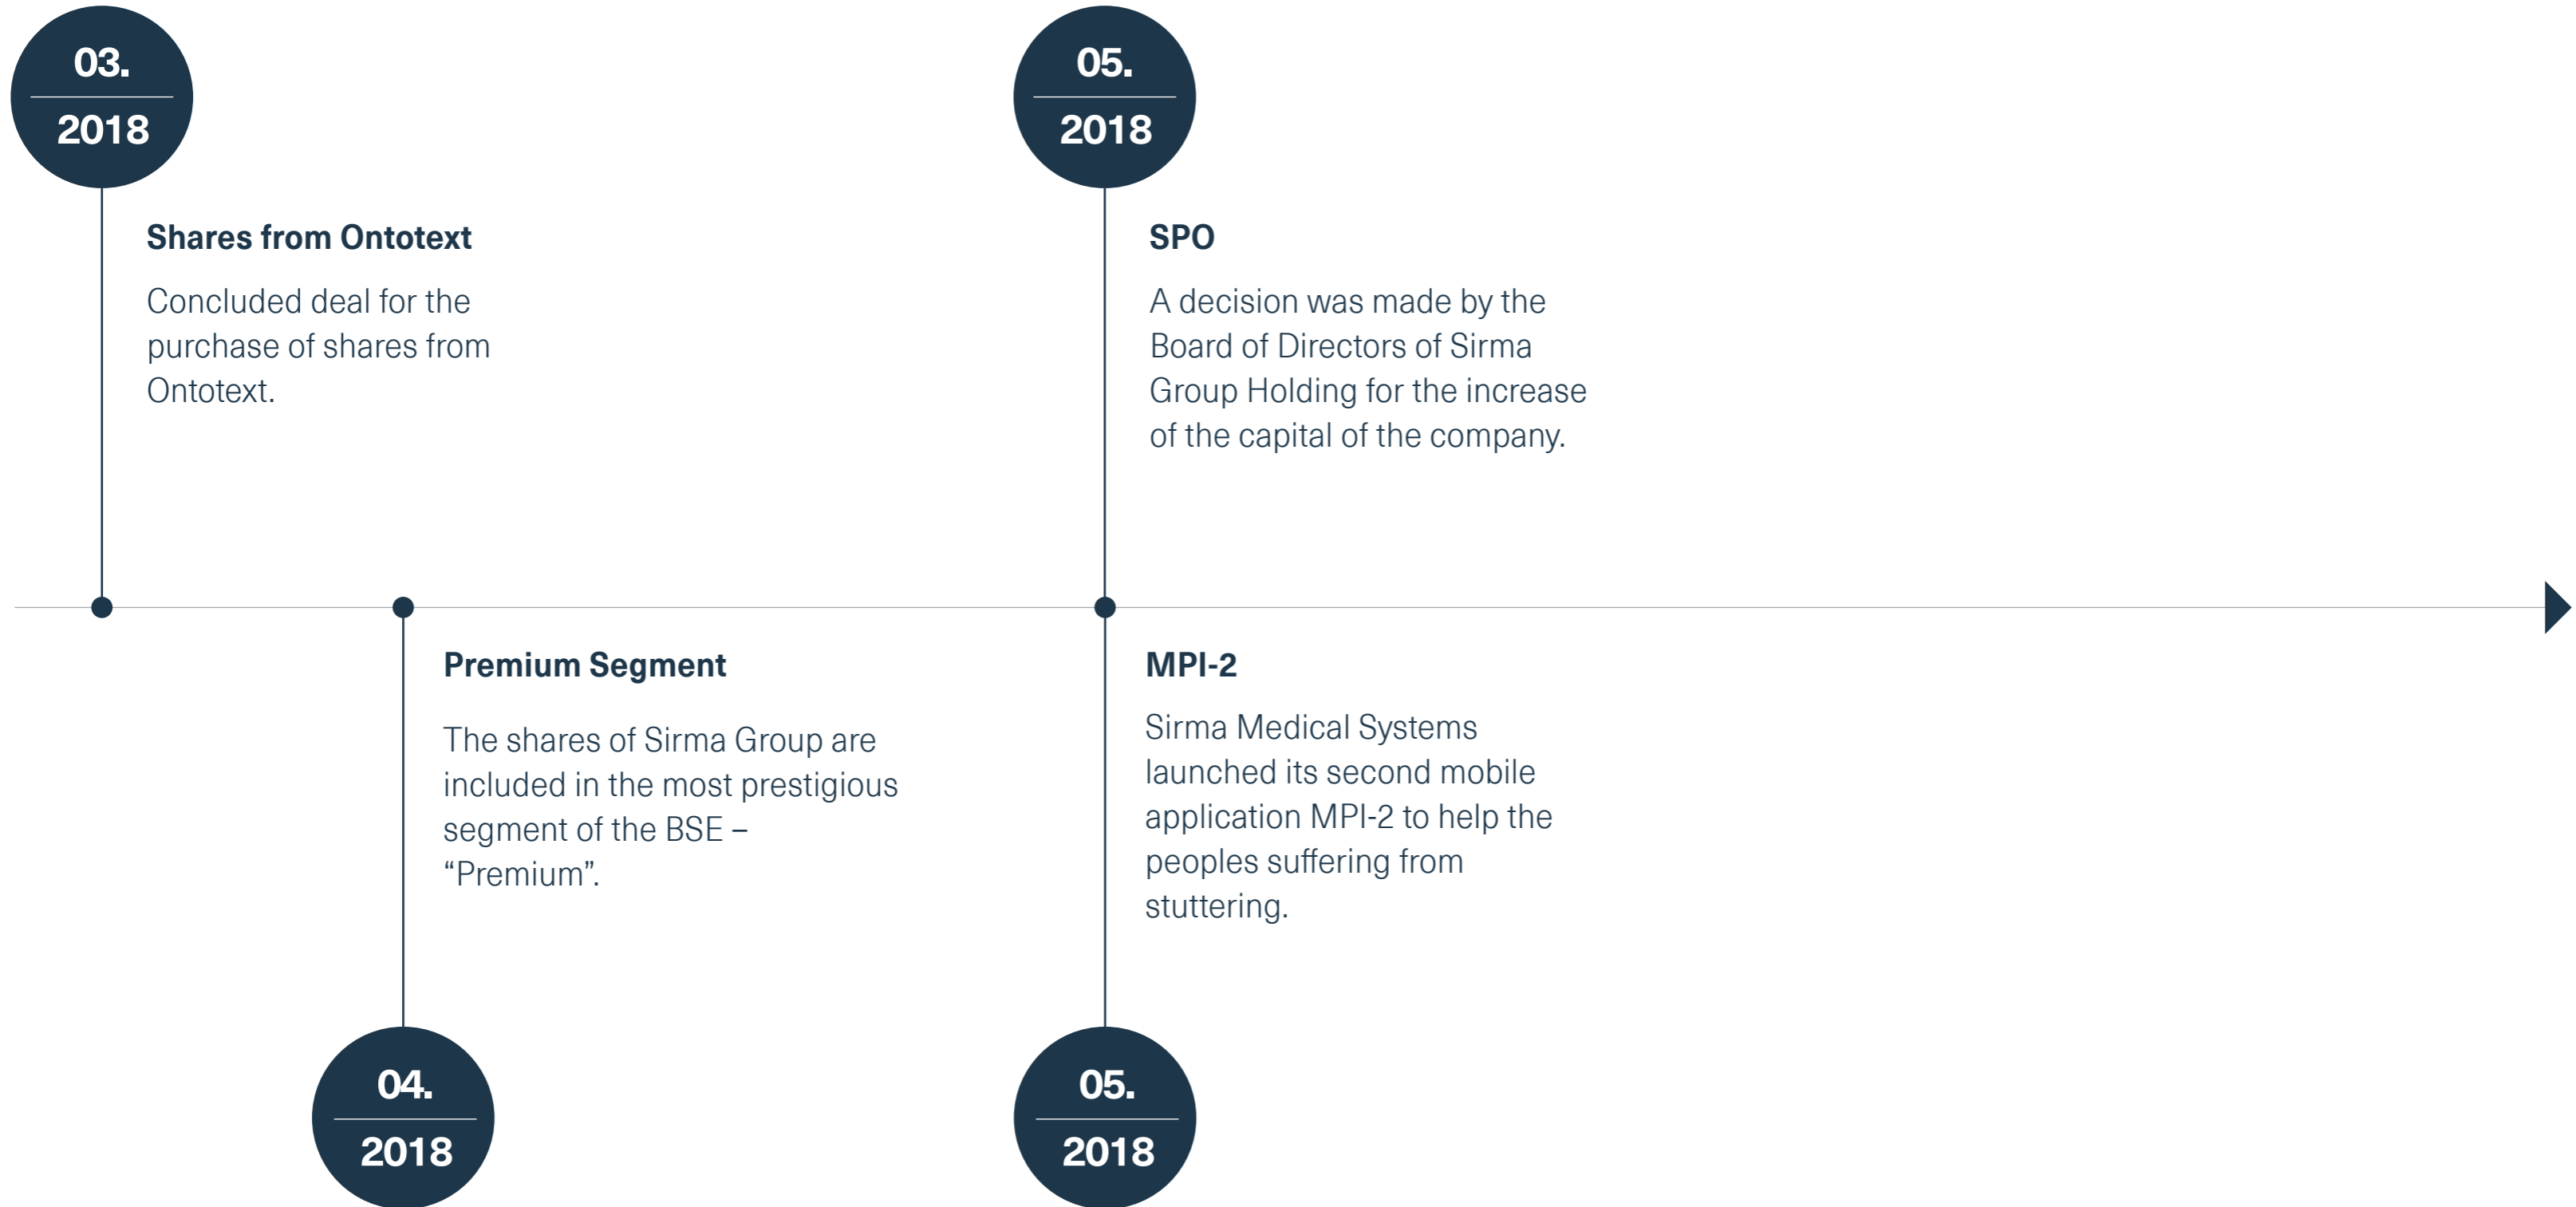 03.
2018
Shares from Ontotext
Concluded deal for the
purchase of shares from
Ontotext.
05.
2018
SPO
A decision was made by the
Board of Directors of Sirma
Group Holding for the increase
of the capital of the company.
Premium Segment
The shares of Sirma Group are
included in the most prestigious
segment of the BSE –
“Premium”.
04.
2018
MPI-2
Sirma Medical Systems
launched its second mobile
application MPI-2 to help the
peoples suffering from
stuttering.
05.
2018